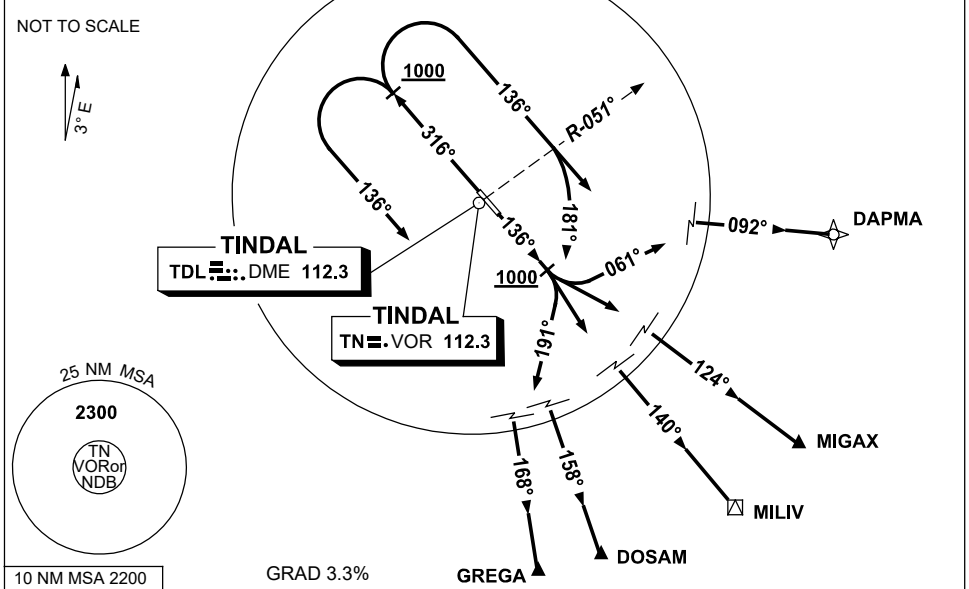 NOT TO SCALE
3° E
1000
316°
136°
136°
R-051°
136°
181°
092°
DAPMA
TINDAL
TDL DME 112.3
1000
061°
TINDAL
TN VOR 112.3
191°
124°
MIGAX
140°
MILIV
168°
158°
DOSAM
GREGA
25 NM MSA
2300
TN
VORor
NDB
10 NM MSA 2200
GRAD 3.3%